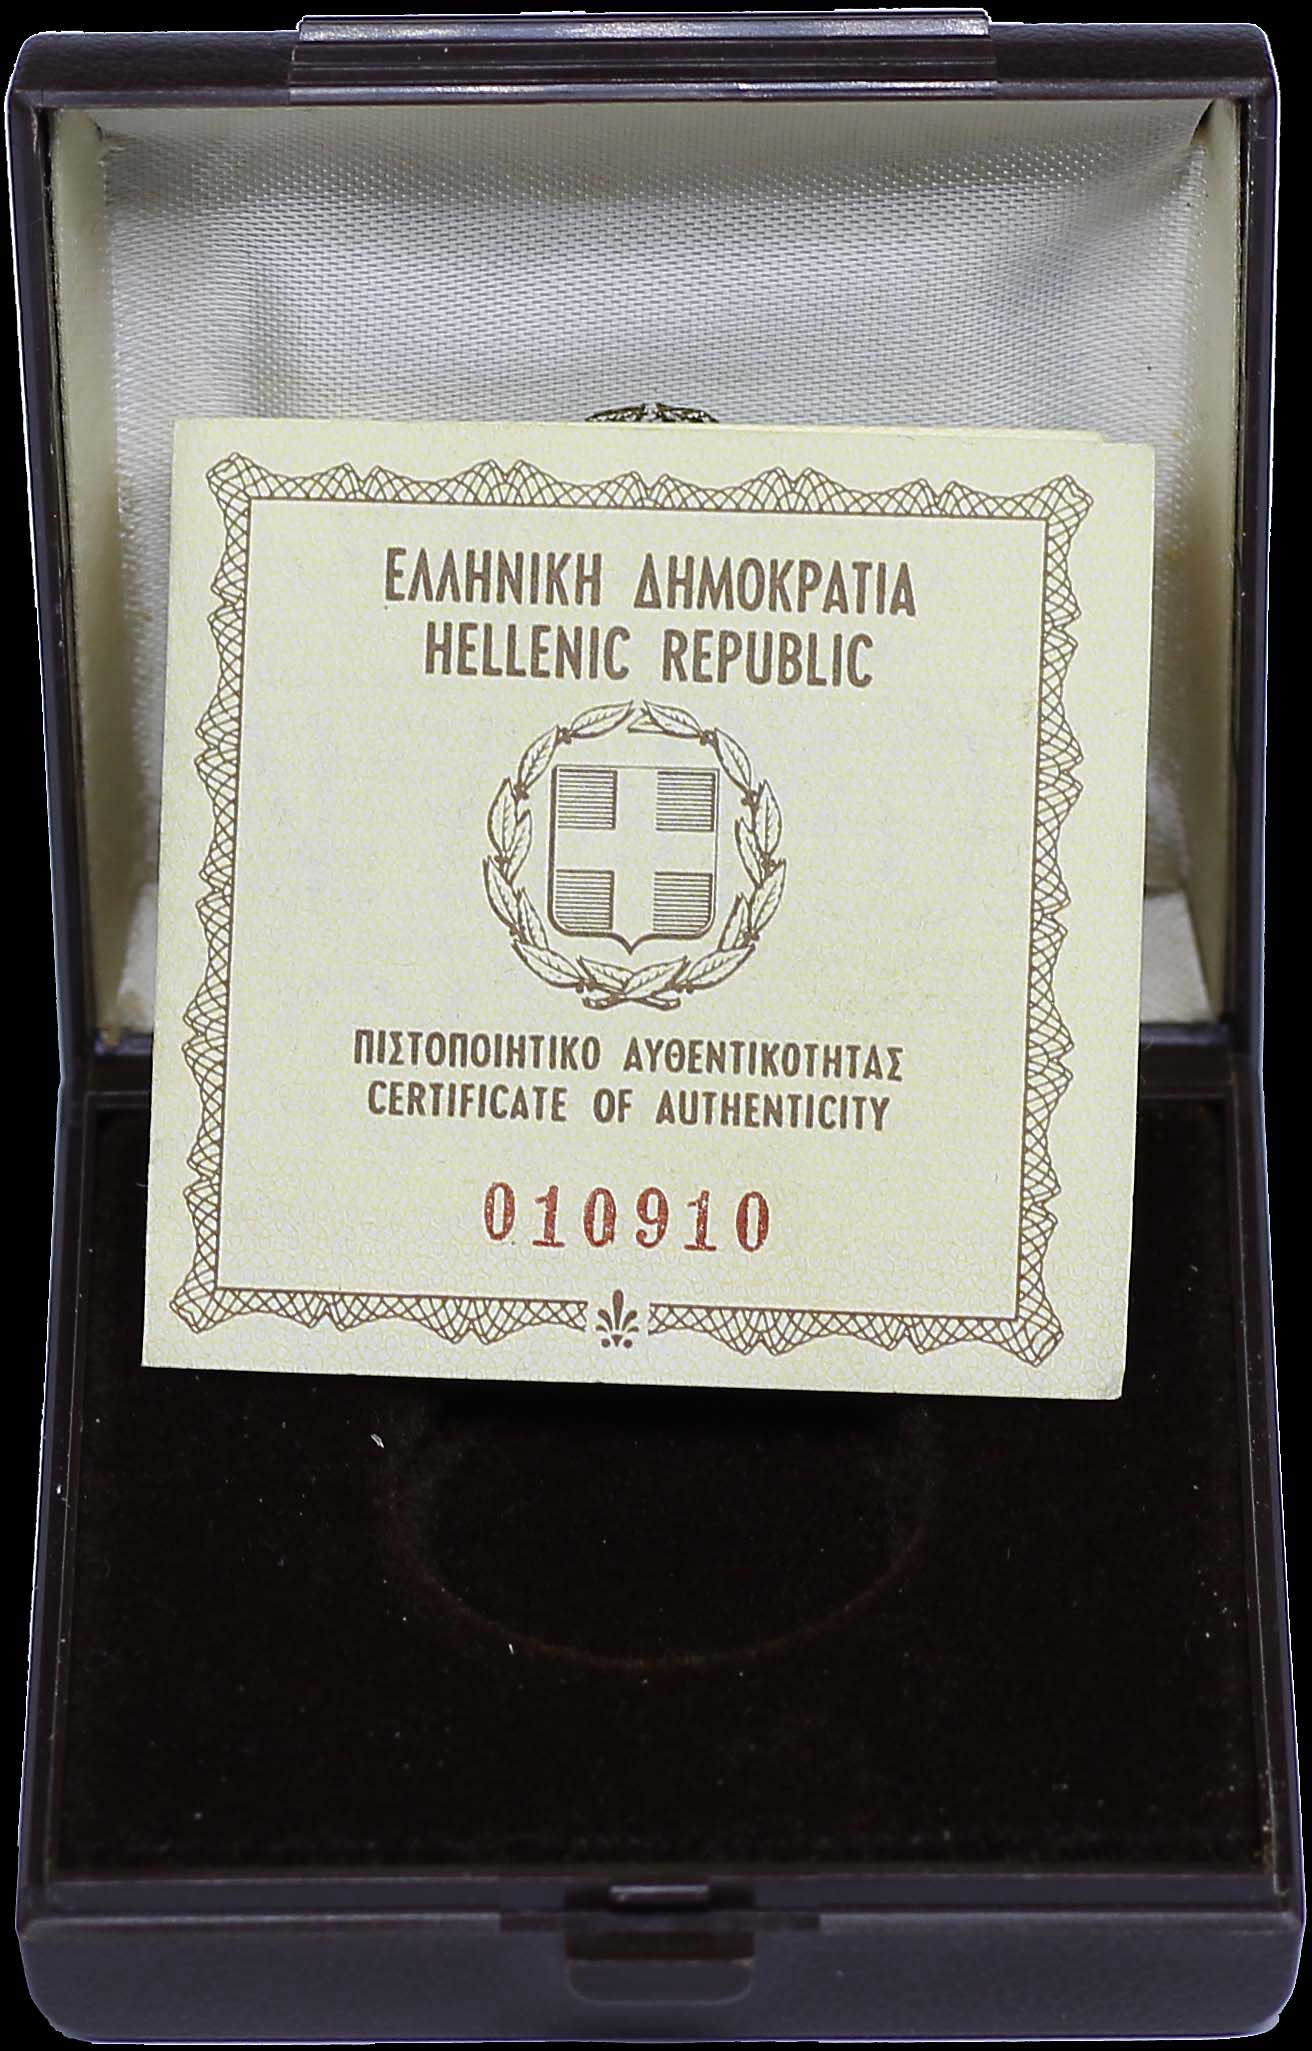 ΕΛΛΗΝΙΚΗ ΔΗΜΟΚΡΑΤΙΑ
HELLENIC REPUBLIC
ΠΙΣΤΟΠΟΙΗΤΙΚΟ ΑΥΘΕΝΤΙΚΟΤΗΤΑΣ
CERTIFICATE OF AUTHENTICITY
010910